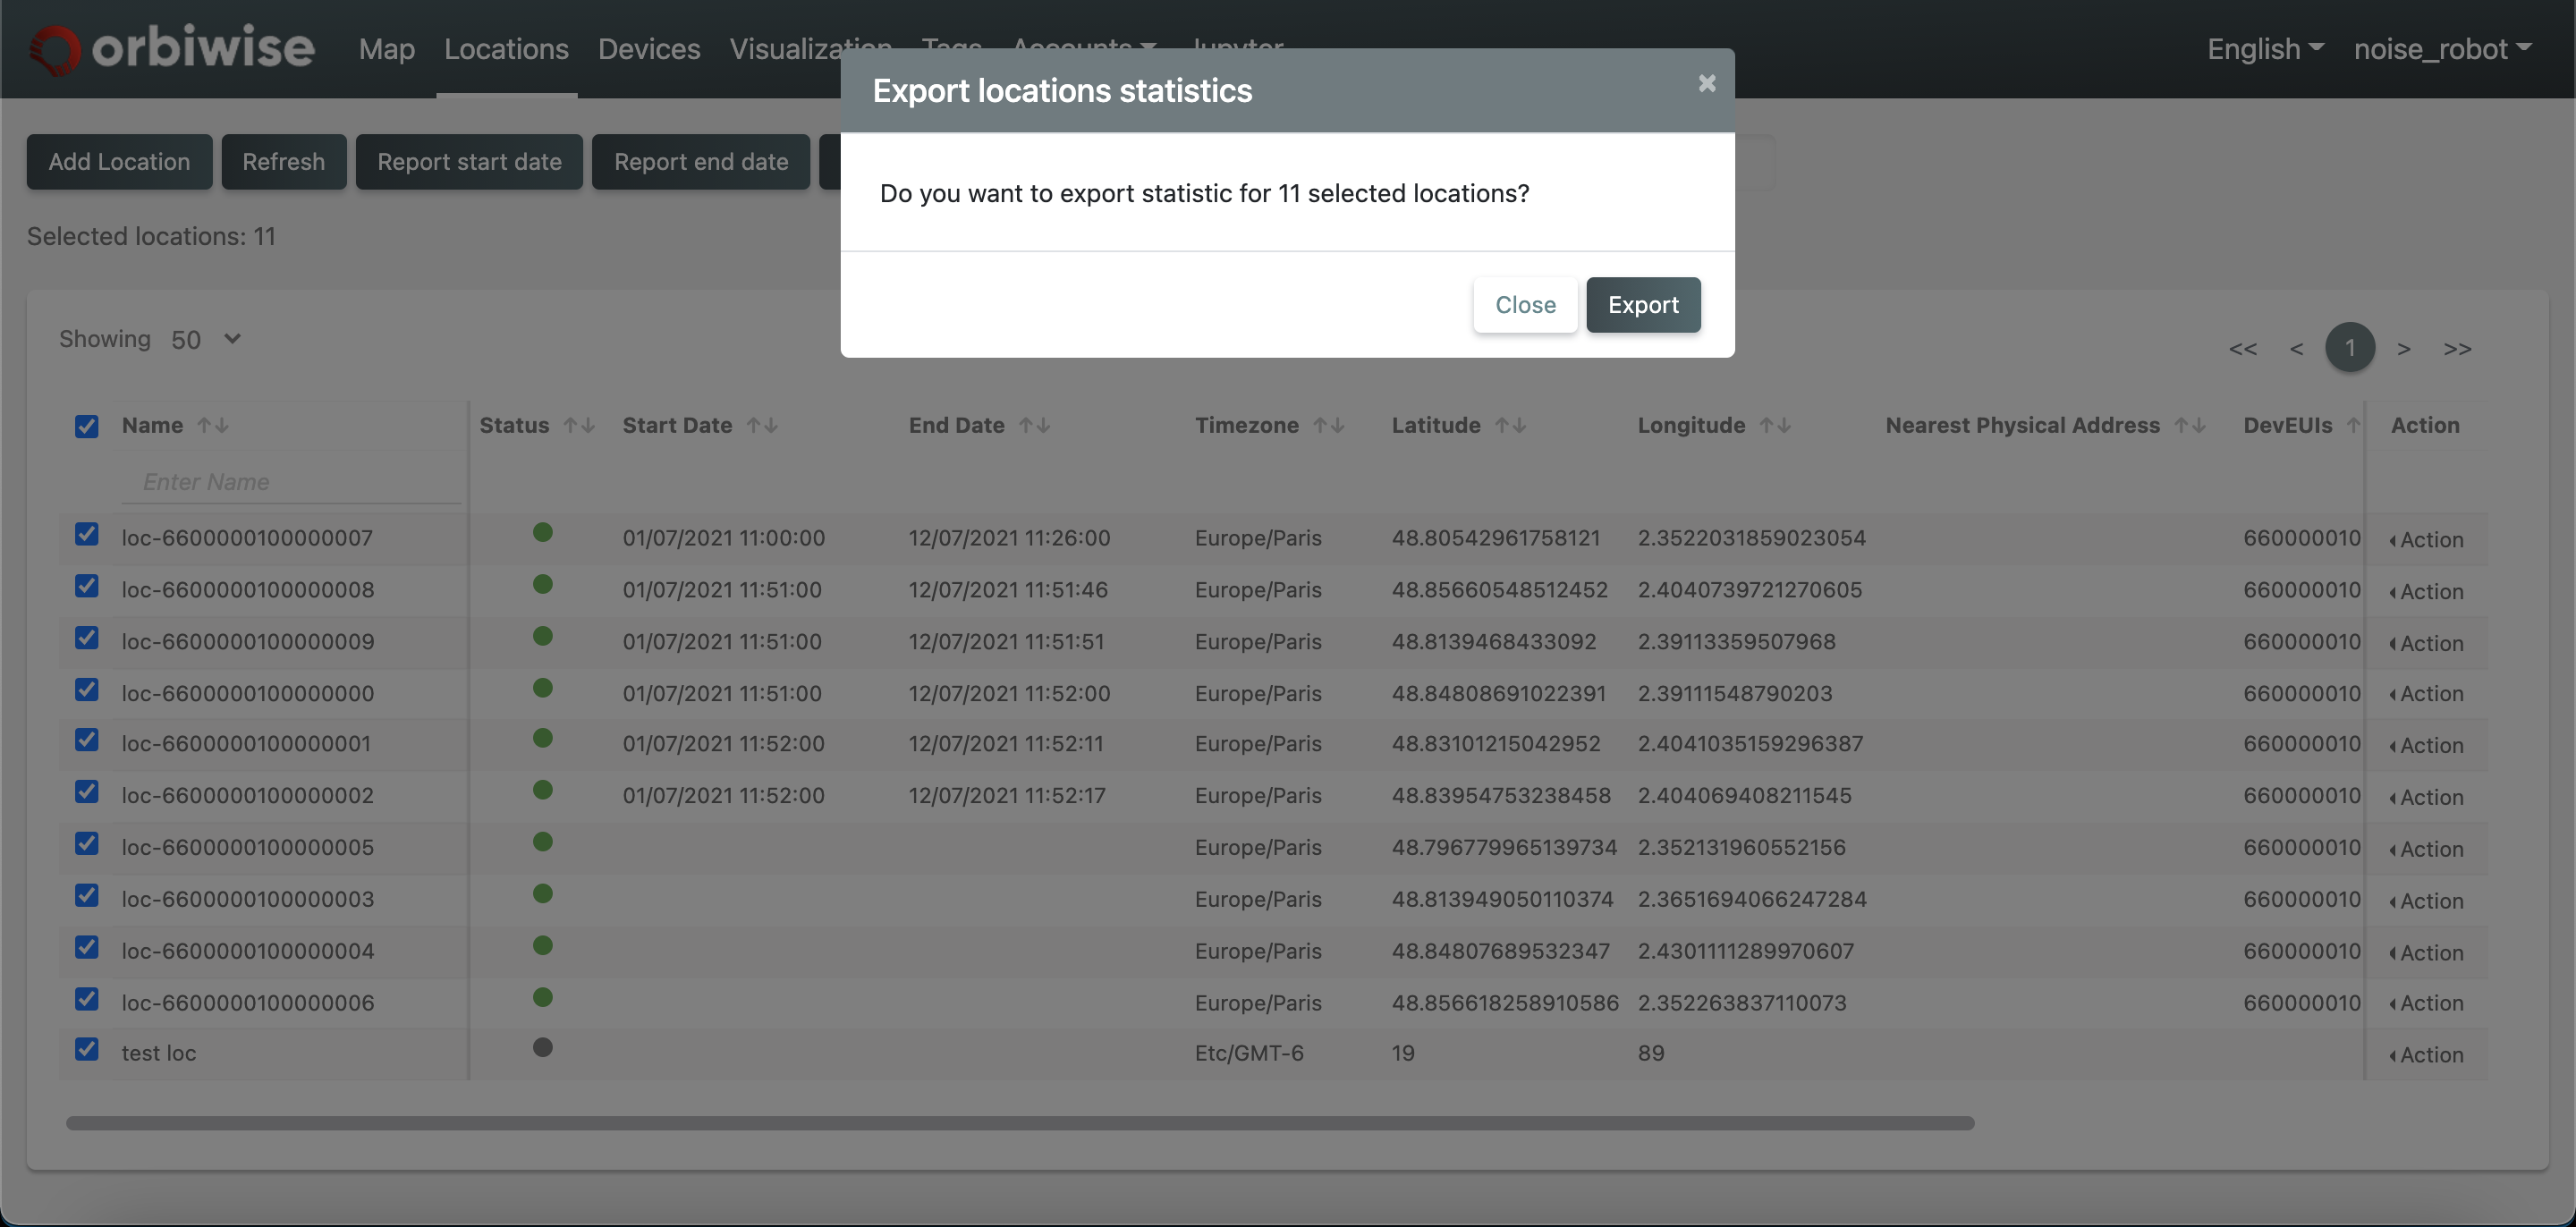 orbiwise Map Locations Devices Visualization Tags Accounts Jupyter English noise_robot
Export locations statistics
Add Location Refresh Report start date Report end date
Do you want to export statistic for 11 selected locations?
Selected locations: 11
Close Export
Showing 50
<< < 1 > >>
Name Status Start Date End Date Timezone Latitude Longitude Nearest Physical Address DevEUIs Action
Enter Name
loc-6600000100000007 01/07/2021 11:00:00 12/07/2021 11:26:00 Europe/Paris 48.80542961758121 2.3522031859023054 660000010 Action
loc-6600000100000008 01/07/2021 11:51:00 12/07/2021 11:51:46 Europe/Paris 48.85660548512452 2.4040739721270605 660000010 Action
loc-6600000100000009 01/07/2021 11:51:00 12/07/2021 11:51:51 Europe/Paris 48.8139468433092 2.39113359507968 660000010 Action
loc-6600000100000000 01/07/2021 11:51:00 12/07/2021 11:52:00 Europe/Paris 48.84808691022391 2.39111548790203 660000010 Action
loc-6600000100000001 01/07/2021 11:52:00 12/07/2021 11:52:11 Europe/Paris 48.83101215042952 2.4041035159296387 660000010 Action
loc-6600000100000002 01/07/2021 11:52:00 12/07/2021 11:52:17 Europe/Paris 48.83954753238458 2.404069408211545 660000010 Action
loc-6600000100000005 Europe/Paris 48.796779965139734 2.352131960552156 660000010 Action
loc-6600000100000003 Europe/Paris 48.813949050110374 2.3651694066247284 660000010 Action
loc-6600000100000004 Europe/Paris 48.84807689532347 2.4301111289970607 660000010 Action
loc-6600000100000006 Europe/Paris 48.856618258910586 2.352263837110073 660000010 Action
test loc Etc/GMT-6 19 89 Action